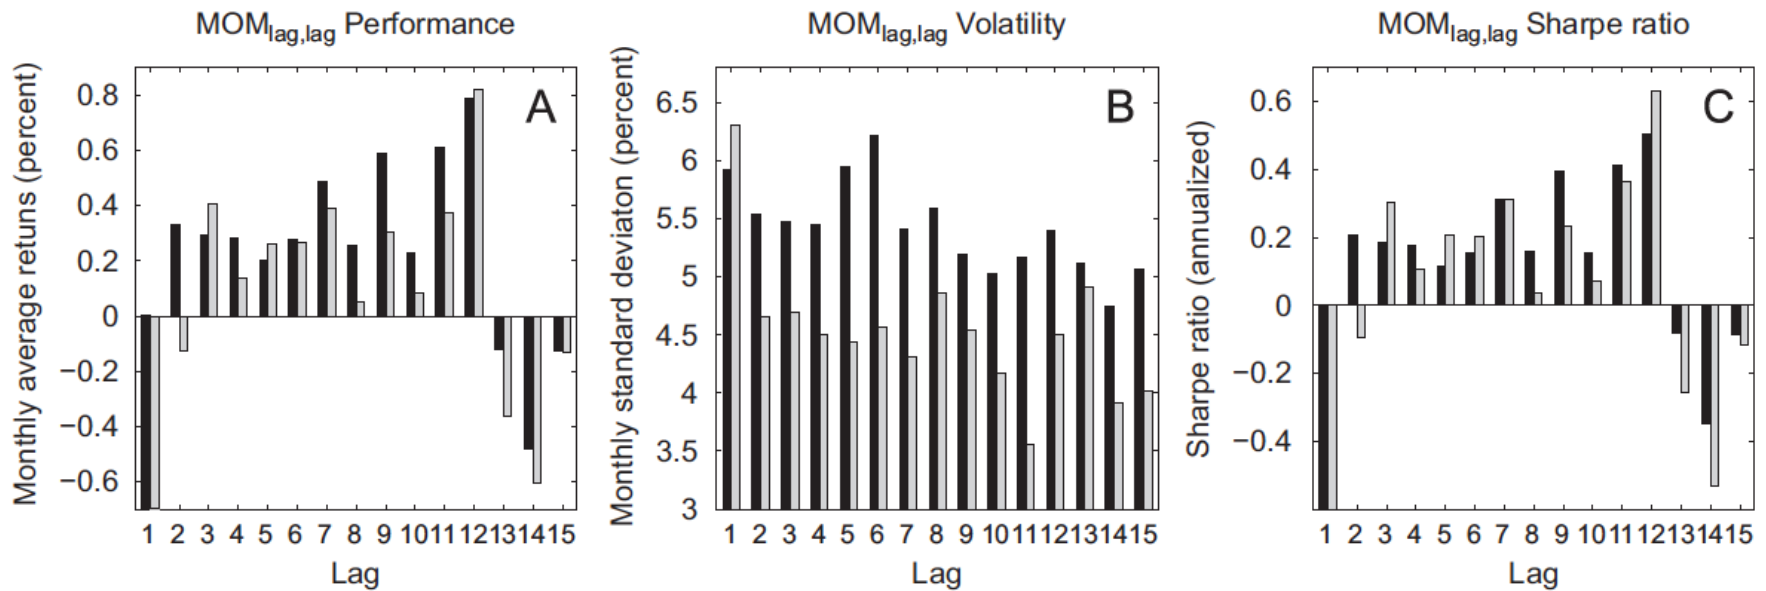 MOMlag,lag Performance
Monthly average retuns (percent)
A
0.8
0.6
0.4
0.2
0
−0.2
−0.4
−0.6
1 2 3 4 5 6 7 8 9 10 11 12 13 14 15
Lag
MOMlag,lag Volatility
Monthly standard deviaton (percent)
B
6.5
6
5.5
5
4.5
4
3.5
3
1 2 3 4 5 6 7 8 9 10 11 12 13 14 15
Lag
MOMlag,lag Sharpe ratio
Sharpe ratio (annualized)
C
0.6
0.4
0.2
0
−0.2
−0.4
1 2 3 4 5 6 7 8 9 10 11 12 13 14 15
Lag